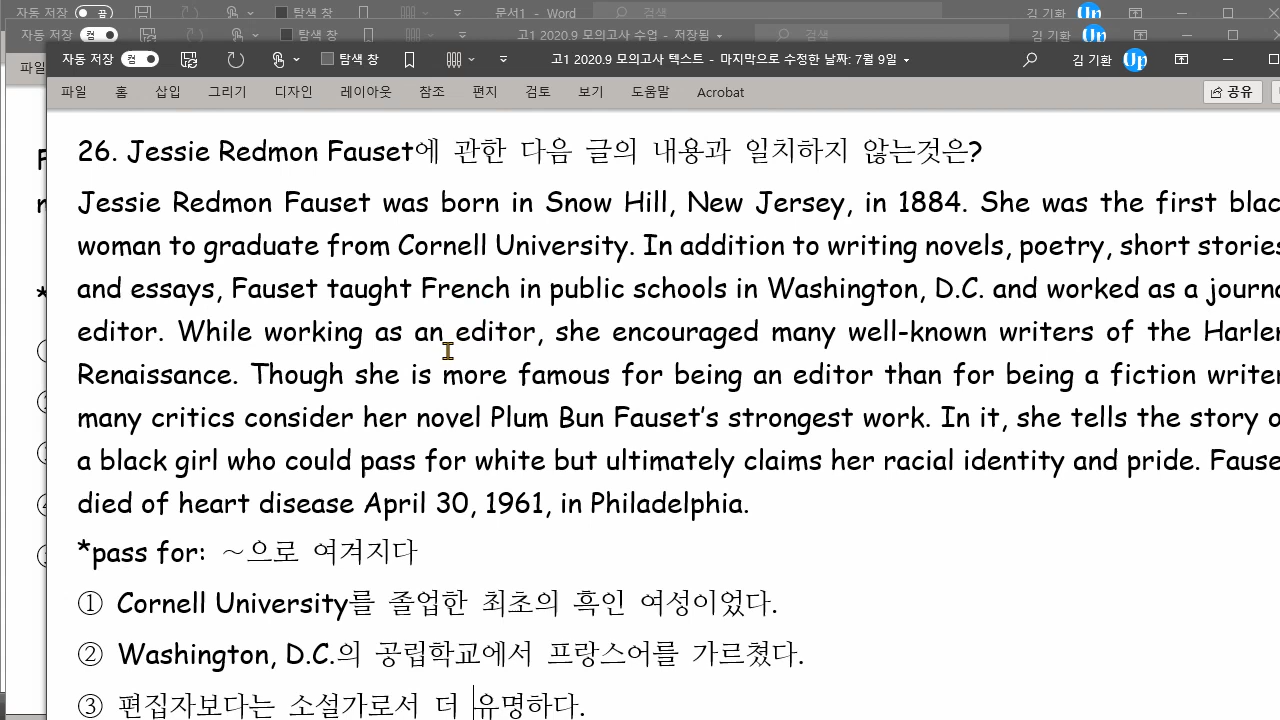 자동 저장 끔 탐색 창 문서1 - Word 검색 김 기환 Up
자동 저장 컴 탐색 창 고1 2020.9 모의고사 수업 - 저장됨 검색 김 기환 Up
파일
자동 저장 컴 탐색 창 고1 2020.9 모의고사 텍스트 - 마지막으로 수정한 날짜: 7월 9일 김 기환 Up
파일 홈 삽입 그리기 디자인 레이아웃 참조 편지 검토 보기 도움말 Acrobat 공유
26. Jessie Redmon Fauset에 관한 다음 글의 내용과 일치하지 않는것은?
Jessie Redmon Fauset was born in Snow Hill, New Jersey, in 1884. She was the first blac
woman to graduate from Cornell University. In addition to writing novels, poetry, short stories
and essays, Fauset taught French in public schools in Washington, D.C. and worked as a journa
editor. While working as an editor, she encouraged many well-known writers of the Harle
Renaissance. Though she is more famous for being an editor than for being a fiction writer
many critics consider her novel Plum Bun Fauset's strongest work. In it, she tells the story o
a black girl who could pass for white but ultimately claims her racial identity and pride. Fause
died of heart disease April 30, 1961, in Philadelphia.
*pass for: ～으로 여겨지다
① Cornell University를 졸업한 최초의 흑인 여성이었다.
② Washington, D.C.의 공립학교에서 프랑스어를 가르쳤다.
③ 편집자보다는 소설가로서 더 유명하다.